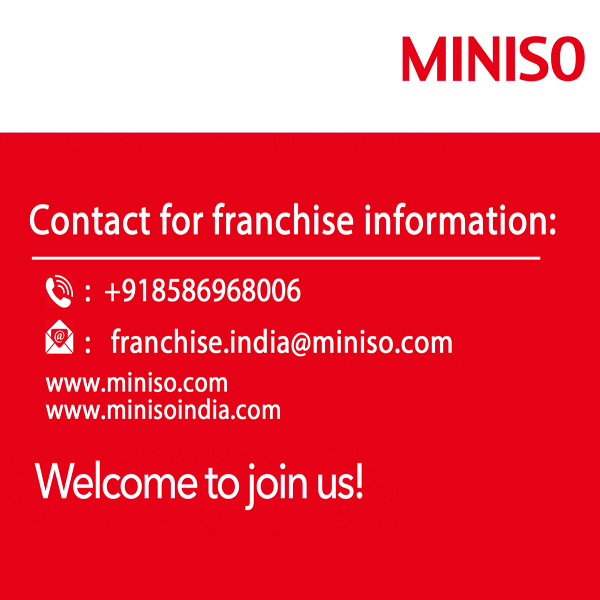 MINISO
Contact for franchise information:
: +918586968006
: franchise.india@miniso.com
www.miniso.com
www.minisoindia.com
Welcome to join us!